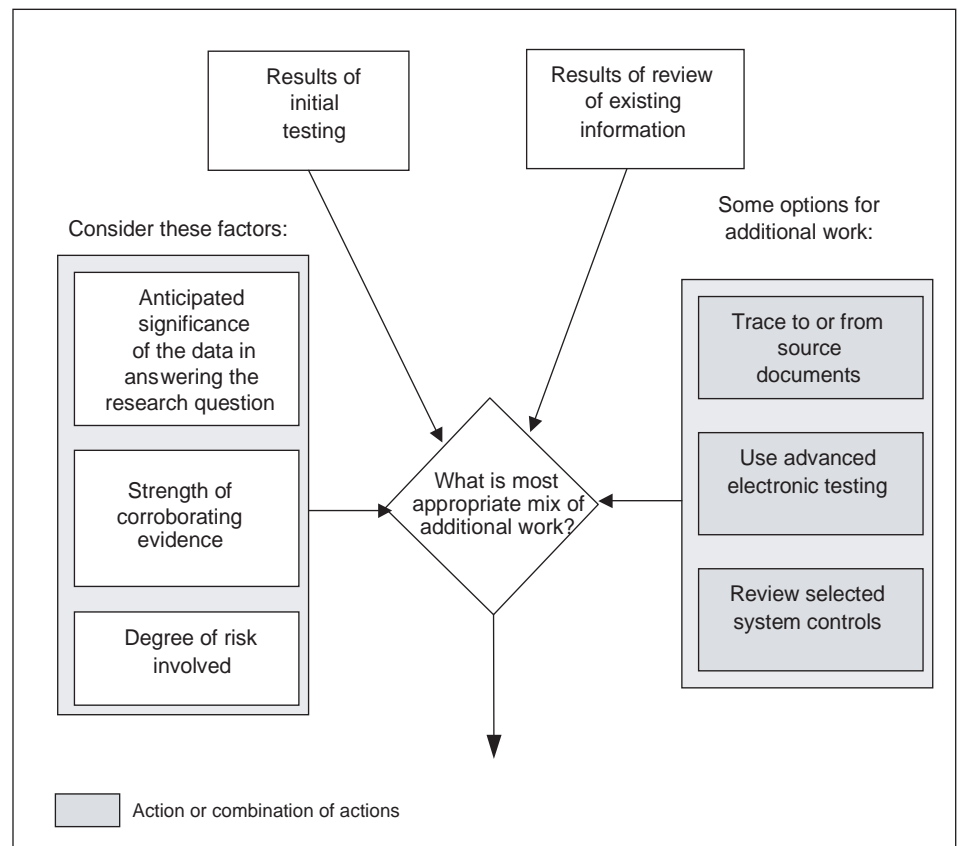 Results of
initial
testing
Results of review
of existing
information
Consider these factors:
Anticipated
significance
of the data in
answering the
research question
Strength of
corroborating
evidence
Degree of risk
involved
Some options for
additional work:
Trace to or from
source
documents
Use advanced
electronic testing
Review selected
system controls
What is most
appropriate mix of
additional work?
Action or combination of actions